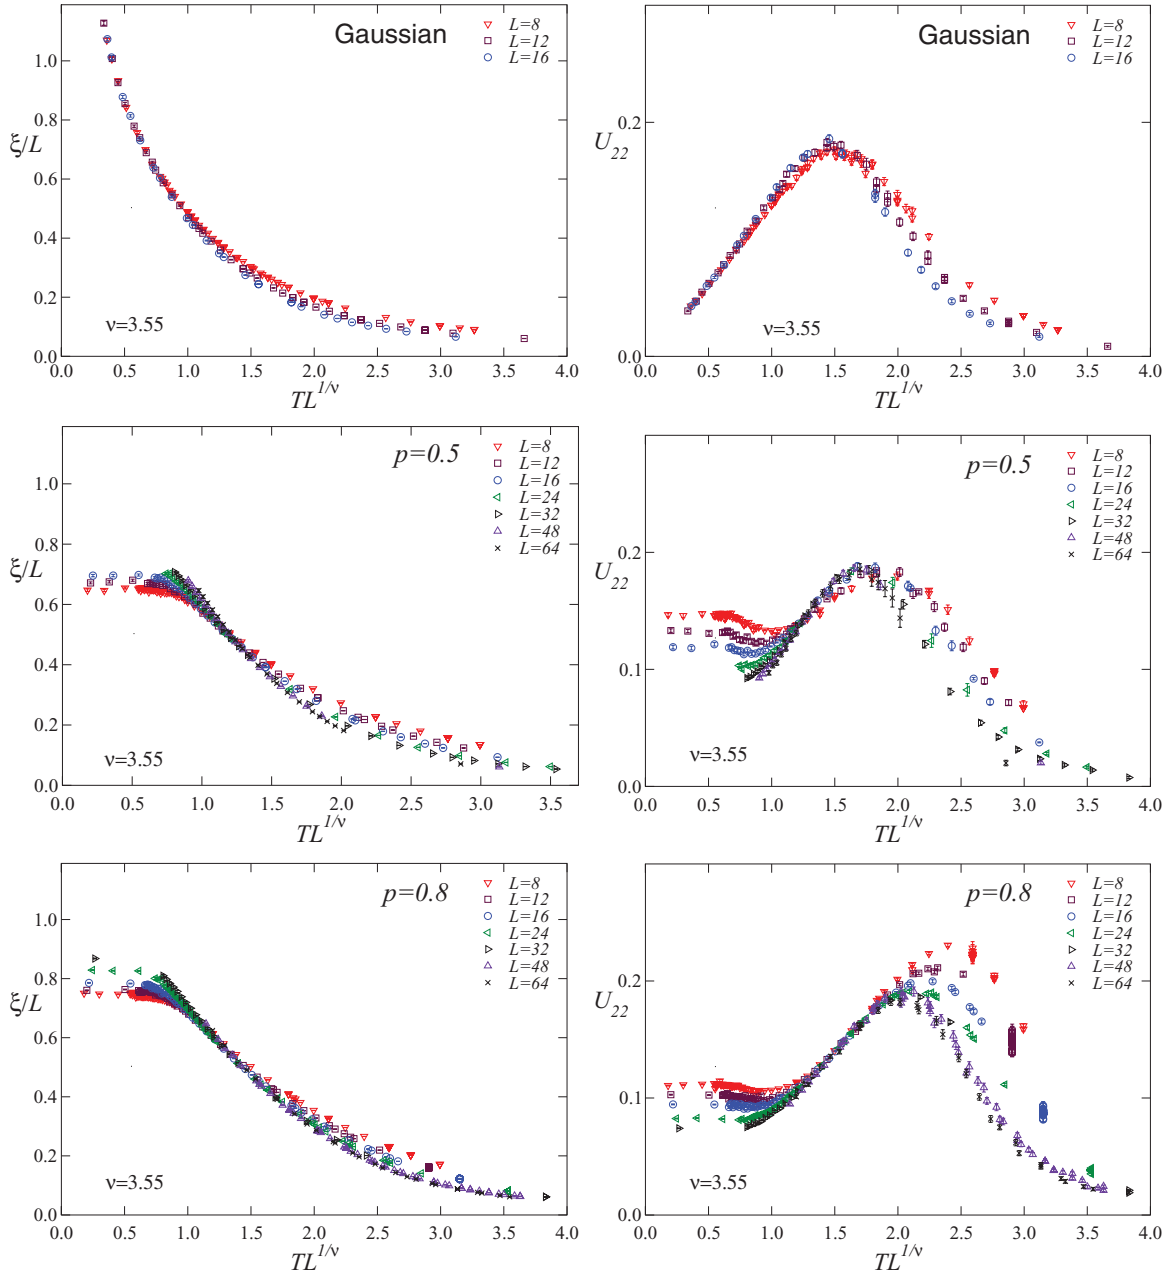 Gaussian
L=8
L=12
L=16
1.0
0.8
ξ/L
0.6
0.4
0.2
0.0
ν=3.55
0.0 0.5 1.0 1.5 2.0 2.5 3.0 3.5 4.0
TL^{1/ν}
Gaussian
L=8
L=12
L=16
0.2
U_{22}
0.0
ν=3.55
0.0 0.5 1.0 1.5 2.0 2.5 3.0 3.5 4.0
TL^{1/ν}
p=0.5
L=8
L=12
L=16
L=24
L=32
L=48
L=64
1.0
0.8
ξ/L
0.6
0.4
0.2
0.0
ν=3.55
0.0 0.5 1.0 1.5 2.0 2.5 3.0 3.5
TL^{1/ν}
p=0.5
L=8
L=12
L=16
L=24
L=32
L=48
L=64
0.2
U_{22}
0.1
0.0
ν=3.55
0.0 0.5 1.0 1.5 2.0 2.5 3.0 3.5 4.0
TL^{1/ν}
p=0.8
L=8
L=12
L=16
L=24
L=32
L=48
L=64
1.0
0.8
ξ/L
0.6
0.4
0.2
0.0
ν=3.55
0.0 0.5 1.0 1.5 2.0 2.5 3.0 3.5 4.0
TL^{1/ν}
p=0.8
L=8
L=12
L=16
L=24
L=32
L=48
L=64
0.2
U_{22}
0.1
0.0
ν=3.55
0.0 0.5 1.0 1.5 2.0 2.5 3.0 3.5 4.0
TL^{1/ν}